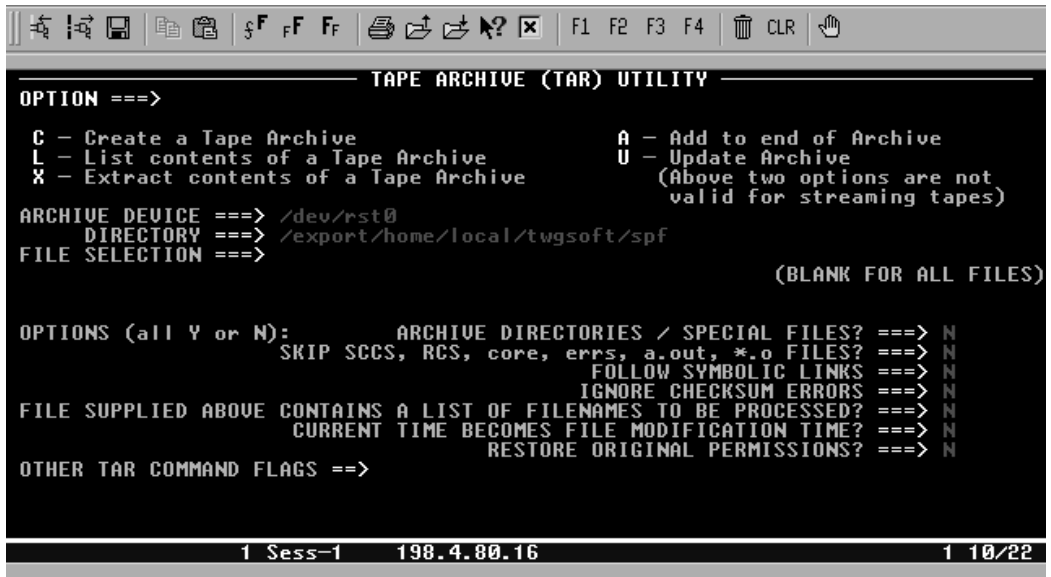 F F F F1 F2 F3 F4 CLR
TAPE ARCHIVE (TAR) UTILITY
OPTION ===>
C - Create a Tape Archive A - Add to end of Archive
L - List contents of a Tape Archive U - Update Archive
X - Extract contents of a Tape Archive (Above two options are not
valid for streaming tapes)
ARCHIVE DEVICE ===> /dev/rst0
DIRECTORY ===> /export/home/local/twgsoft/spf
FILE SELECTION ===>
(BLANK FOR ALL FILES)
OPTIONS (all Y or N): ARCHIVE DIRECTORIES / SPECIAL FILES? ===> N
SKIP SCCS, RCS, core, errs, a.out, *.o FILES? ===> N
FOLLOW SYMBOLIC LINKS ===> N
IGNORE CHECKSUM ERRORS ===> N
FILE SUPPLIED ABOVE CONTAINS A LIST OF FILENAMES TO BE PROCESSED? ===> N
CURRENT TIME BECOMES FILE MODIFICATION TIME? ===> N
RESTORE ORIGINAL PERMISSIONS? ===> N
OTHER TAR COMMAND FLAGS ==>
1 Sess-1 198.4.80.16 1 10/22